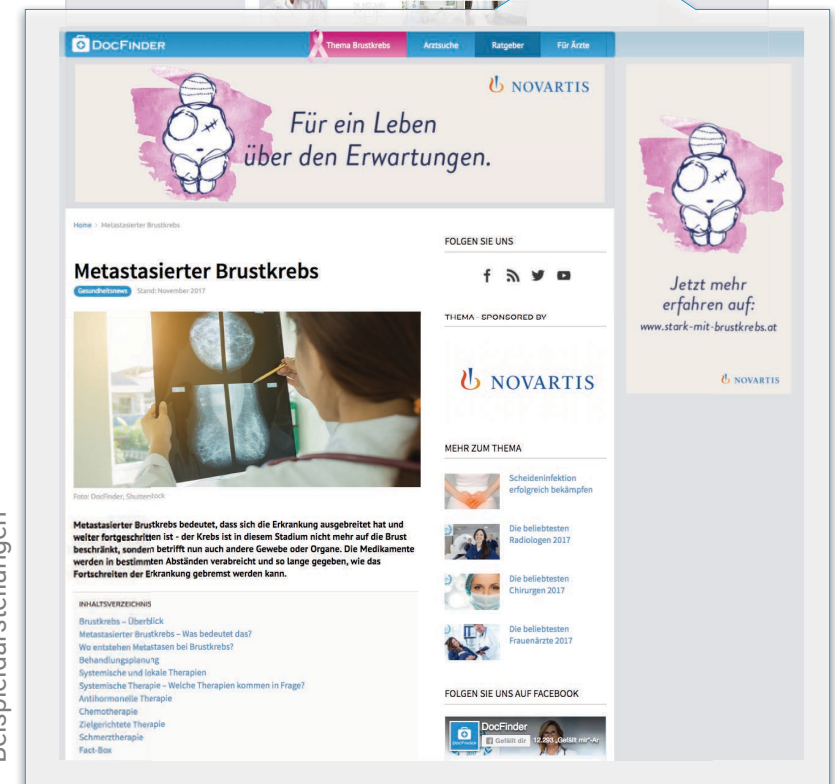 DOCFINDER
Thema Brustkrebs
Arztsuche
Ratgeber
Für Ärzte
NOVARTIS
Für ein Leben
über den Erwartungen.
Jetzt mehr
erfahren auf:
www.stark-mit-brustkrebs.at
NOVARTIS
Home > Metastasierter Brustkrebs
Metastasierter Brustkrebs
Gesundheitsnews Stand: November 2017
Foto: DocFinder, Shutterstock
Metastasierter Brustkrebs bedeutet, dass sich die Erkrankung ausgebreitet hat und
weiter fortgeschritten ist - der Krebs ist in diesem Stadium nicht mehr auf die Brust
beschränkt, sondern betrifft nun auch andere Gewebe oder Organe. Die Medikamente
werden in bestimmten Abständen verabreicht und so lange gegeben, wie das
Fortschreiten der Erkrankung gebremst werden kann.
INHALTSVERZEICHNIS
Brustkrebs – Überblick
Metastasierter Brustkrebs – Was bedeutet das?
Wo entstehen Metastasen bei Brustkrebs?
Behandlungsplanung
Systemische und lokale Therapien
Systemische Therapie – Welche Therapien kommen in Frage?
Antihormonelle Therapie
Chemotherapie
Zielgerichtete Therapie
Schmerztherapie
Fact-Box
FOLGEN SIE UNS
THEMA - SPONSORED BY
NOVARTIS
MEHR ZUM THEMA
Scheideninfektion
erfolgreich bekämpfen
Die beliebtesten
Radiologen 2017
Die beliebtesten
Chirurgen 2017
Die beliebtesten
Frauenärzte 2017
FOLGEN SIE UNS AUF FACEBOOK
DocFinder
Gefällt dir 12.293 „Gefällt mir“-An
Beispieldarstellungen